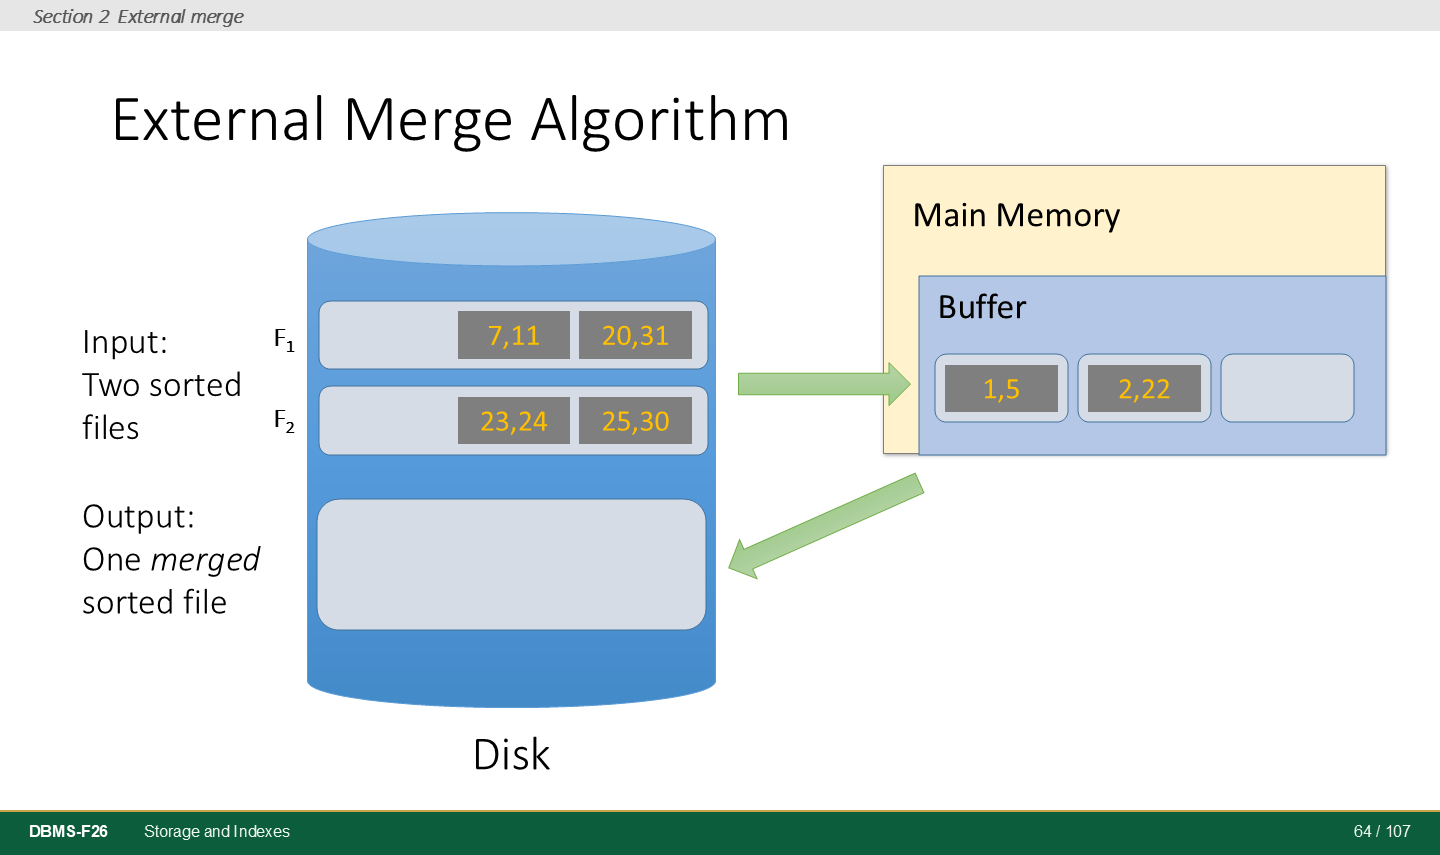 Section 2 External merge
External Merge Algorithm
Main Memory
Buffer
1,5
2,22
Input:
Two sorted
files
F1
7,11
20,31
F2
23,24
25,30
Output:
One merged
sorted file
Disk
DBMS-F26
Storage and Indexes
64 / 107